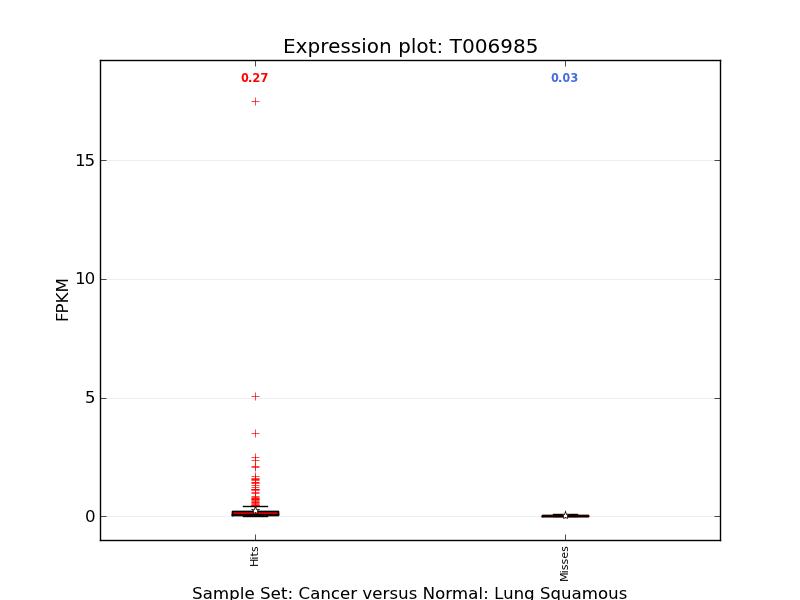 Expression plot: T006985
0.27
0.03
15
10
5
0
FPKM
Hits
Misses
Sample Set: Cancer versus Normal: Lung Squamous